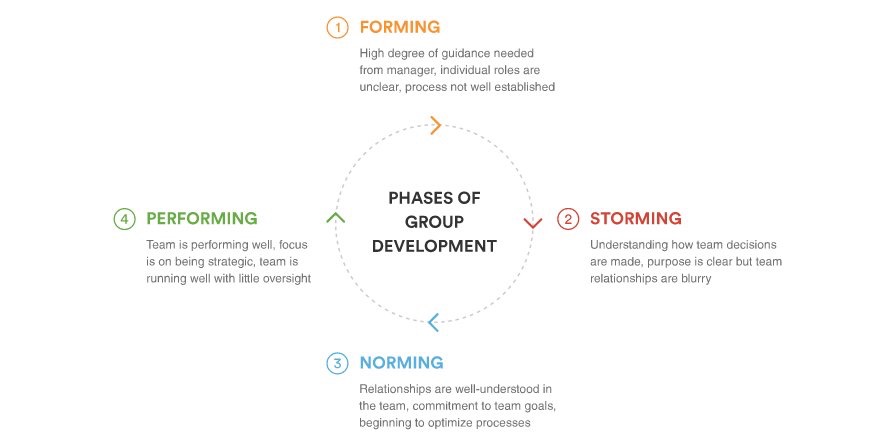 1 FORMING
High degree of guidance needed
from manager, individual roles are
unclear, process not well established
PHASES OF
GROUP
DEVELOPMENT
2 STORMING
Understanding how team decisions
are made, purpose is clear but team
relationships are blurry
3 NORMING
Relationships are well-understood in
the team, commitment to team goals,
beginning to optimize processes
4 PERFORMING
Team is performing well, focus
is on being strategic, team is
running well with little oversight